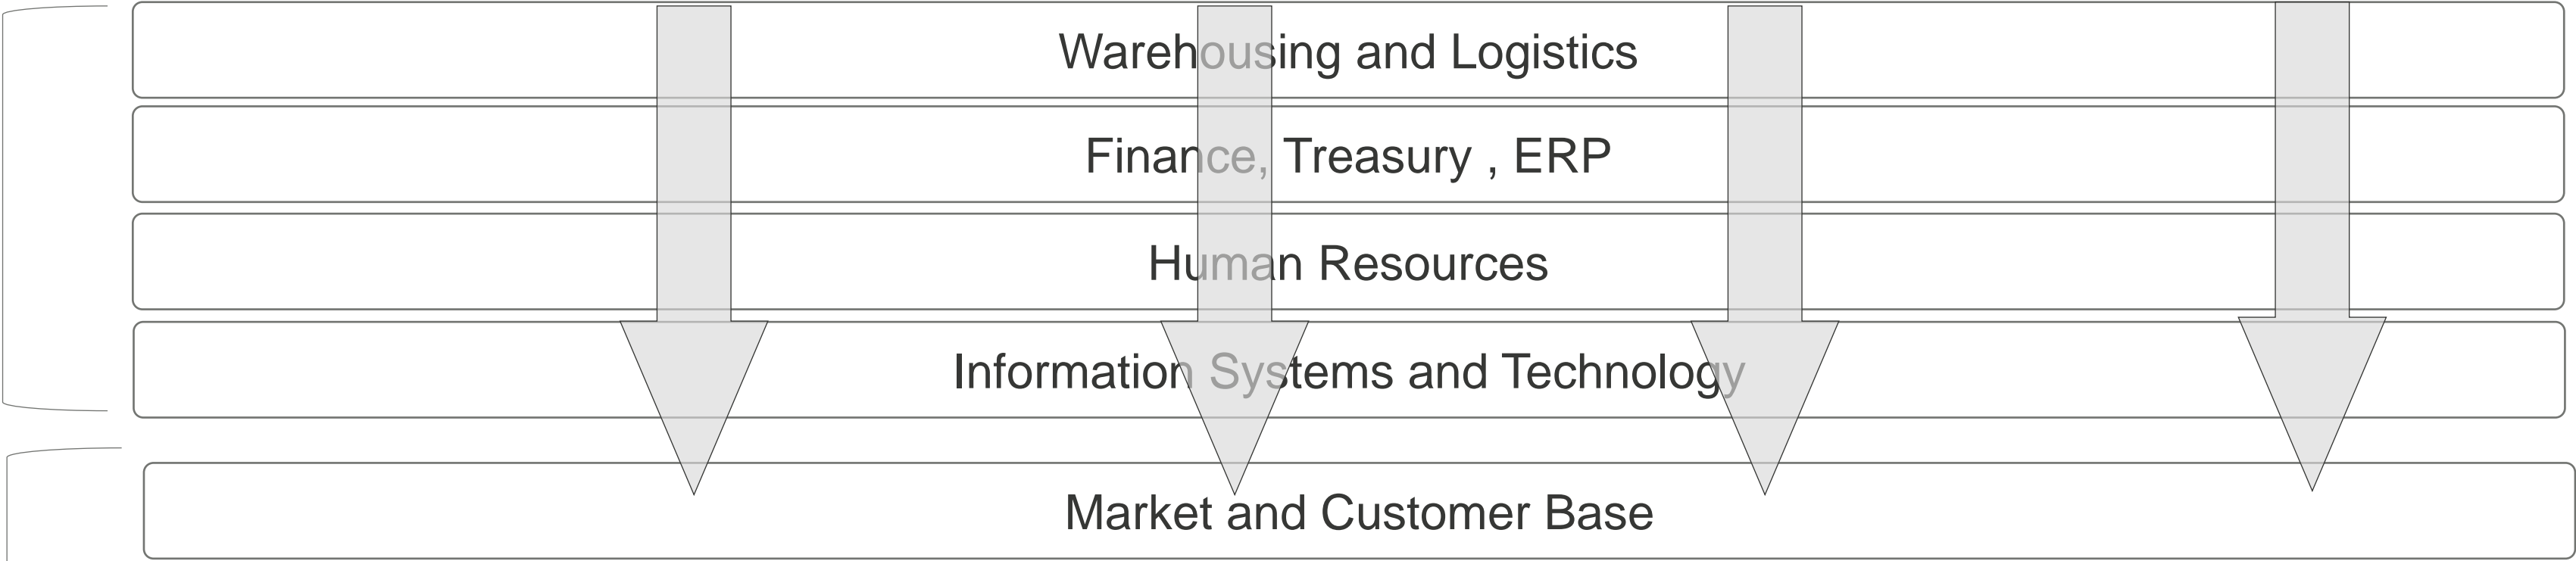 Warehousing and Logistics
Finance, Treasury , ERP
Human Resources
Information Systems and Technology
Market and Customer Base